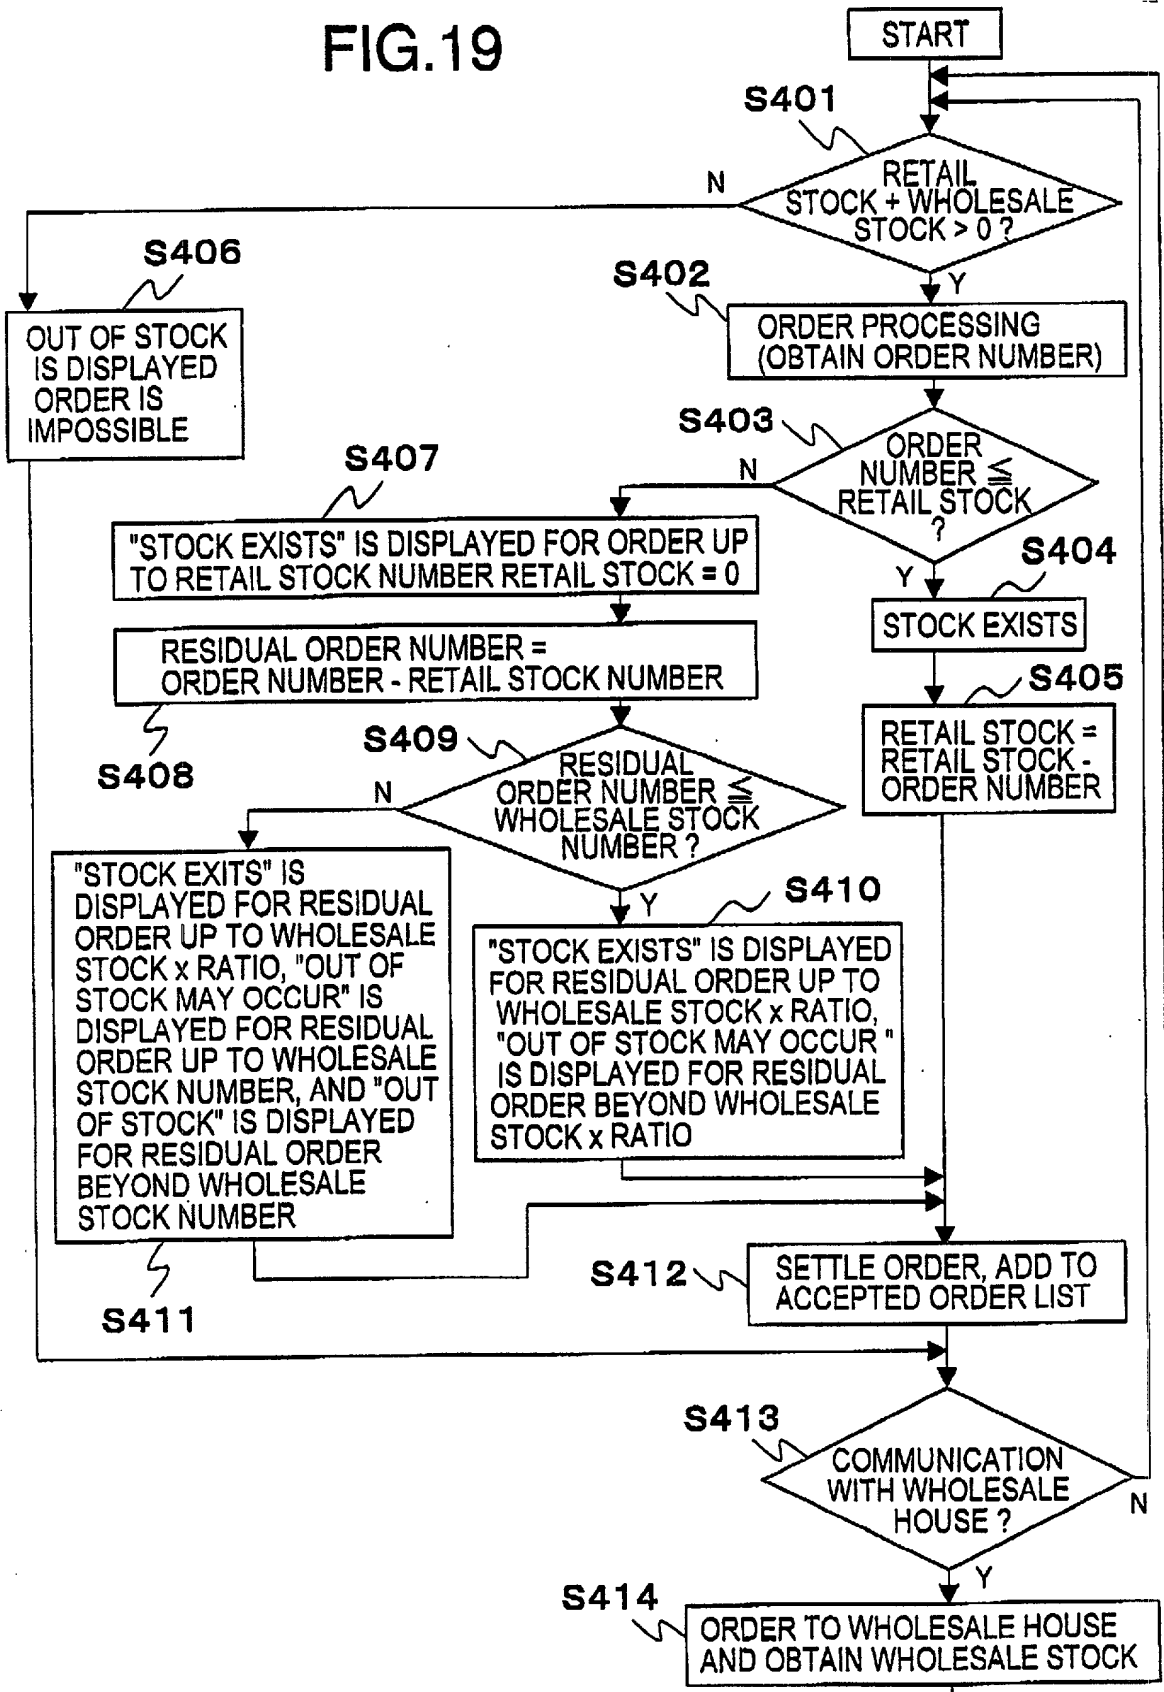 FIG.19
START
S401
RETAIL
STOCK + WHOLESALE
STOCK > 0 ?
N
Y
S406
OUT OF STOCK
IS DISPLAYED
ORDER IS
IMPOSSIBLE
S402
ORDER PROCESSING
(OBTAIN ORDER NUMBER)
S403
ORDER
NUMBER ≦
RETAIL STOCK
?
N
Y
S407
"STOCK EXISTS" IS DISPLAYED FOR ORDER UP
TO RETAIL STOCK NUMBER RETAIL STOCK = 0
S404
STOCK EXISTS
RESIDUAL ORDER NUMBER =
ORDER NUMBER - RETAIL STOCK NUMBER
S408
S405
RETAIL STOCK =
RETAIL STOCK -
ORDER NUMBER
S409
RESIDUAL
ORDER NUMBER ≦
WHOLESALE STOCK
NUMBER ?
N
Y
"STOCK EXITS" IS
DISPLAYED FOR RESIDUAL
ORDER UP TO WHOLESALE
STOCK x RATIO, "OUT OF
STOCK MAY OCCUR" IS
DISPLAYED FOR RESIDUAL
ORDER UP TO WHOLESALE
STOCK NUMBER, AND "OUT
OF STOCK" IS DISPLAYED
FOR RESIDUAL ORDER
BEYOND WHOLESALE
STOCK NUMBER
S411
S410
"STOCK EXISTS" IS DISPLAYED
FOR RESIDUAL ORDER UP TO
WHOLESALE STOCK x RATIO,
"OUT OF STOCK MAY OCCUR "
IS DISPLAYED FOR RESIDUAL
ORDER BEYOND WHOLESALE
STOCK x RATIO
S412
SETTLE ORDER, ADD TO
ACCEPTED ORDER LIST
S413
COMMUNICATION
WITH WHOLESALE
HOUSE ?
N
Y
S414
ORDER TO WHOLESALE HOUSE
AND OBTAIN WHOLESALE STOCK